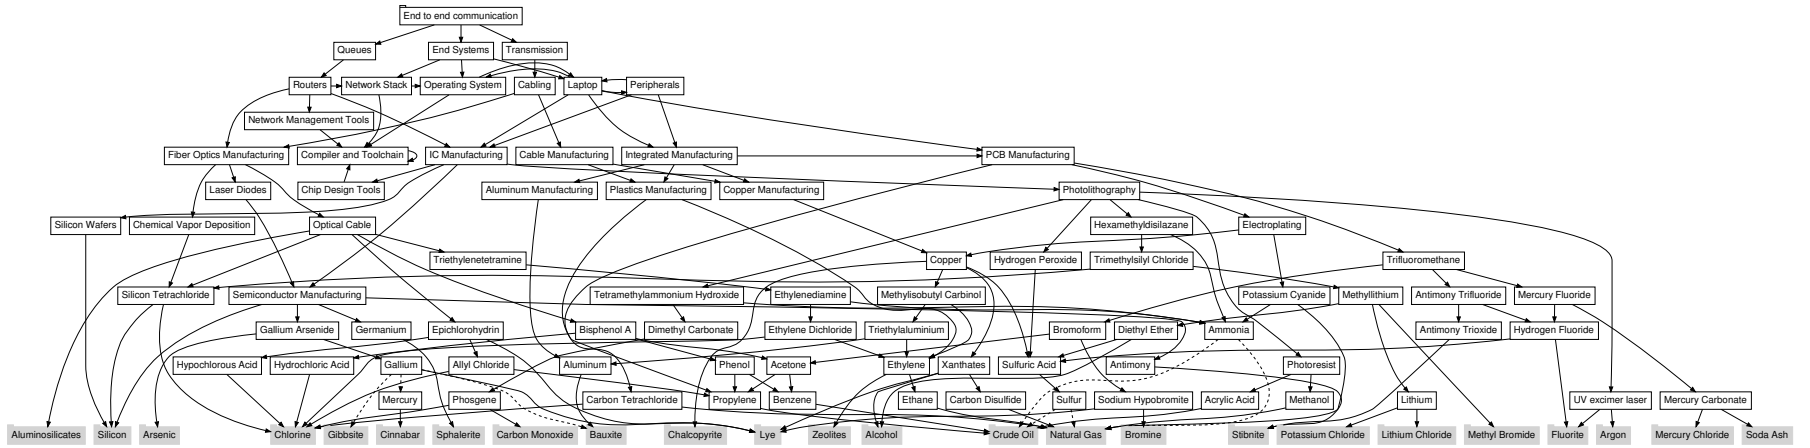 End to end communication
Queues
End Systems
Transmission
Routers
Network Stack
Operating System
Cabling
Laptop
Peripherals
Network Management Tools
Fiber Optics Manufacturing
Compiler and Toolchain
IC Manufacturing
Cable Manufacturing
Integrated Manufacturing
PCB Manufacturing
Laser Diodes
Chip Design Tools
Aluminum Manufacturing
Plastics Manufacturing
Copper Manufacturing
Photolithography
Silicon Wafers
Chemical Vapor Deposition
Optical Cable
Hexamethyldisilazane
Electroplating
Triethylenetetramine
Copper
Hydrogen Peroxide
Trimethylsilyl Chloride
Trifluoromethane
Silicon Tetrachloride
Semiconductor Manufacturing
Tetramethylammonium Hydroxide
Ethylenediamine
Methylisobutyl Carbinol
Potassium Cyanide
Methyllithium
Antimony Trifluoride
Mercury Fluoride
Gallium Arsenide
Germanium
Epichlorohydrin
Bisphenol A
Dimethyl Carbonate
Ethylene Dichloride
Triethylaluminium
Bromoform
Diethyl Ether
Ammonia
Antimony Trioxide
Hydrogen Fluoride
Hypochlorous Acid
Hydrochloric Acid
Gallium
Allyl Chloride
Aluminum
Phenol
Acetone
Ethylene
Xanthates
Sulfuric Acid
Antimony
Photoresist
Mercury
Phosgene
Carbon Tetrachloride
Propylene
Benzene
Ethane
Carbon Disulfide
Sulfur
Sodium Hypobromite
Acrylic Acid
Methanol
Lithium
UV excimer laser
Mercury Carbonate
Aluminosilicates
Silicon
Arsenic
Chlorine
Gibbsite
Cinnabar
Sphalerite
Carbon Monoxide
Bauxite
Chalcopyrite
Lye
Zeolites
Alcohol
Crude Oil
Natural Gas
Bromine
Stibnite
Potassium Chloride
Lithium Chloride
Methyl Bromide
Fluorite
Argon
Mercury Chloride
Soda Ash